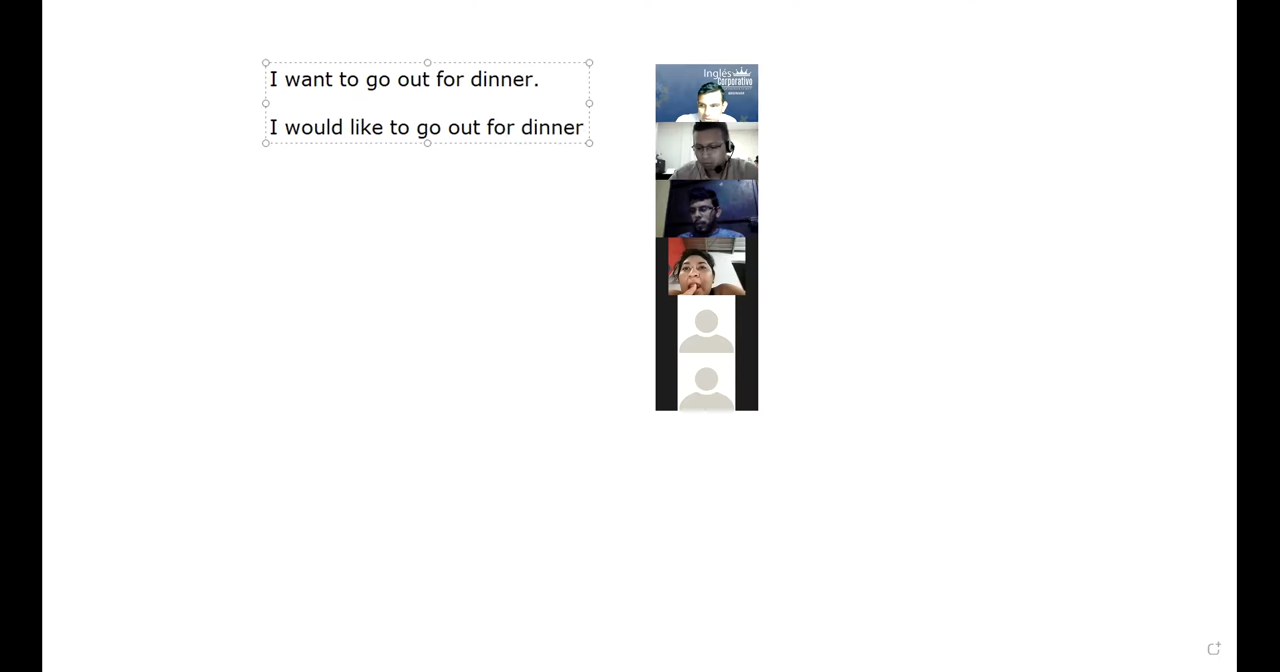 I want to go out for dinner.
I would like to go out for dinner
Inglés
Corporativo